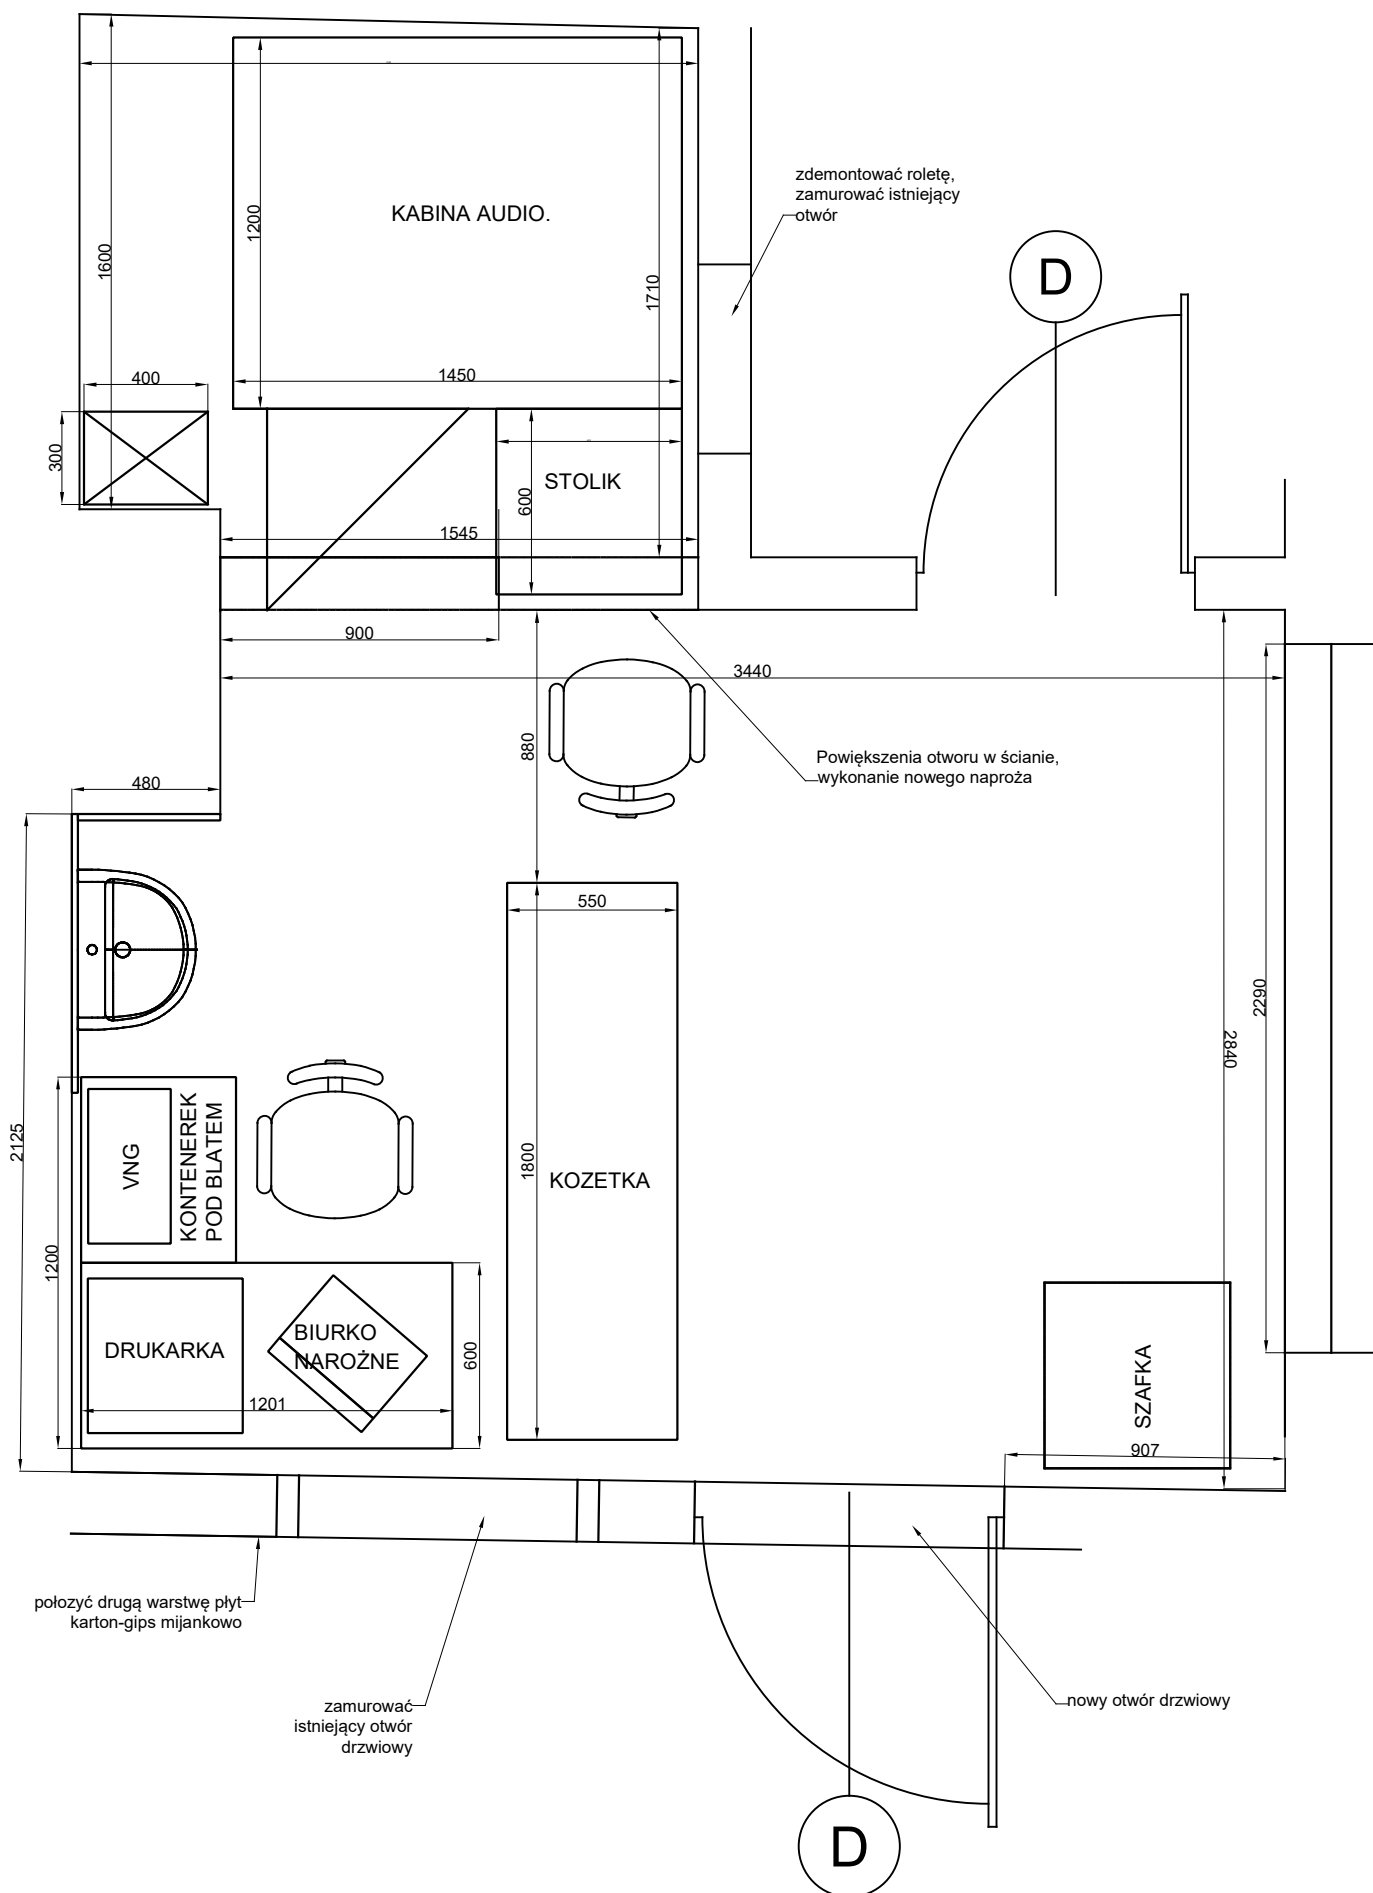 1200
1600
KABINA AUDIO.
zdemontować roletę,
zamurować istniejący
otwór
D
1710
400
1450
300
STOLIK
600
1545
900
3440
880
Powiększenia otworu w ścianie,
wykonanie nowego naproża
480
550
2290
2840
2125
VNG
KONTENEREK
POD BLATEM
1800
KOZETKA
1200
DRUKARKA
BIURKO
NAROŻNE
600
1201
SZAFKA
907
połozyć drugą warstwę płyt
karton-gips mijankowo
zamurować
istniejący otwór
drzwiowy
nowy otwór drzwiowy
D